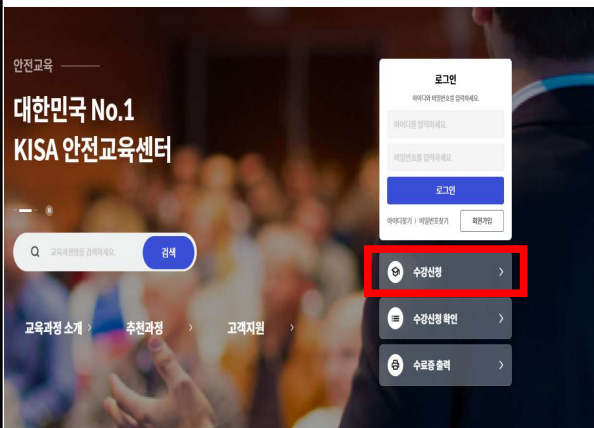 안전교육
대한민국 No.1
KISA 안전교육센터
교육과정명을 검색하세요.
검색
교육과정 소개
추천과정
고객지원
로그인
아이디와 비밀번호를 입력하세요.
아이디를 입력하세요.
비밀번호를 입력하세요.
로그인
아이디찾기 | 비밀번호찾기 회원가입
수강신청
수강신청 확인
수료증 출력